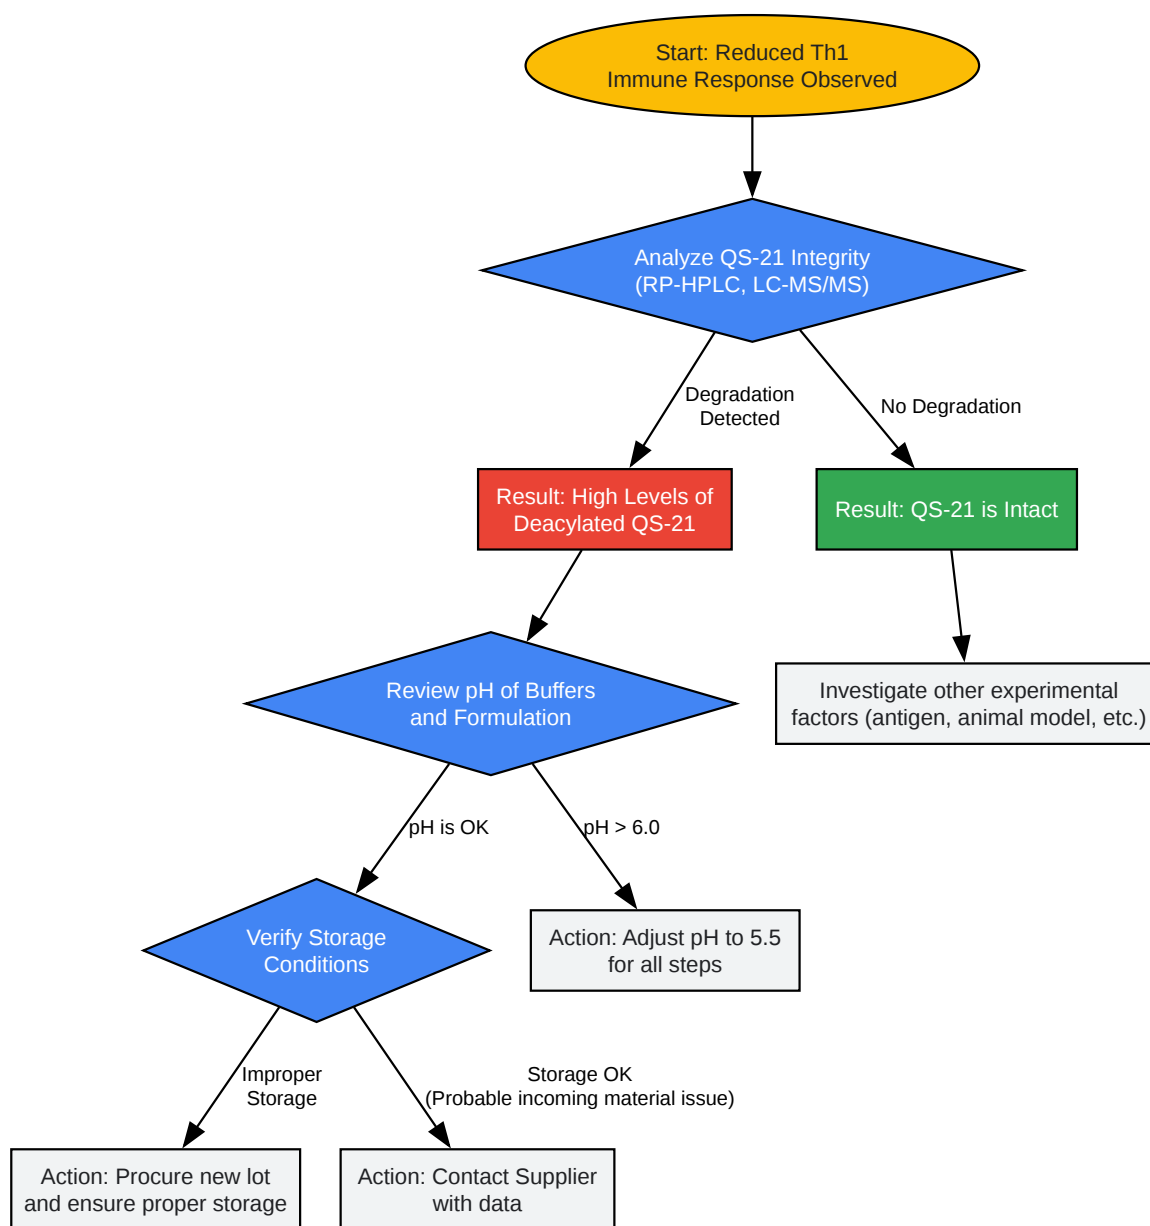 Start: Reduced Th1
Immune Response Observed
Analyze QS-21 Integrity
(RP-HPLC, LC-MS/MS)
Degradation
Detected
No Degradation
Result: High Levels of
Deacylated QS-21
Result: QS-21 is Intact
Review pH of Buffers
and Formulation
Investigate other experimental
factors (antigen, animal model, etc.)
pH is OK
pH > 6.0
Verify Storage
Conditions
Action: Adjust pH to 5.5
for all steps
Improper
Storage
Storage OK
(Probable incoming material issue)
Action: Procure new lot
and ensure proper storage
Action: Contact Supplier
with data